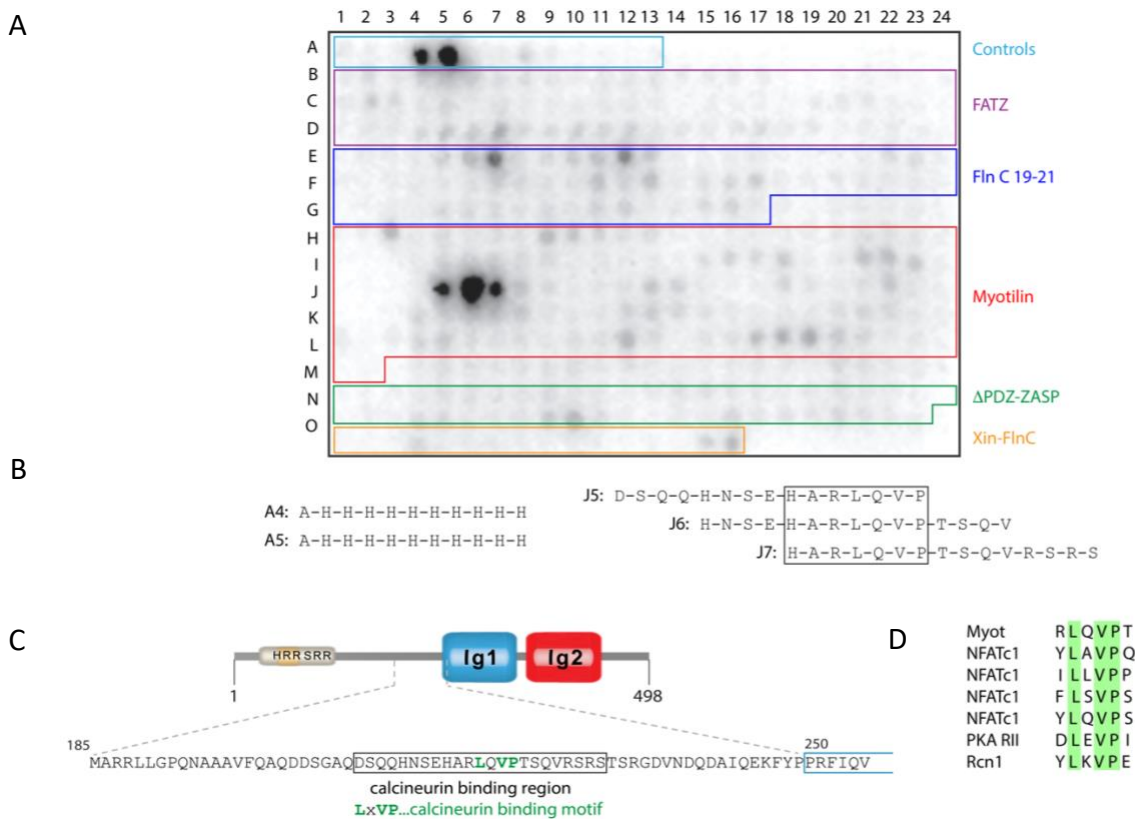 A
1 2 3 4 5 6 7 8 9 10 11 12 13 15 16 17 18 19 20 21 22 23 24
A
B
C
D
E
F
G
H
I
J
K
L
M
N
O
Controls
FATZ
Fln C 19-21
Myotilin
ΔPDZ-ZASP
Xin-FlnC
B
A4: A-H-H-H-H-H-H-H-H-H-H
A5: A-H-H-H-H-H-H-H-H-H-H
J5: D-S-Q-Q-H-N-S-E-H-A-R-L-Q-V-P
J6: H-N-S-E-H-A-R-L-Q-V-P-T-S-Q-V
J7: H-A-R-L-Q-V-P-T-S-Q-V-R-S-R-S
C
HRRSRR
Ig1
Ig2
1
498
185
250
MARRLLGPQNAAAVFQAQDDSGAQDSQQHNSEHARLQVPTSQVRSRSTSRGDVNDQDAIQEKFYPPRFIQV
calcineurin binding region
LxVP...calcineurin binding motif
D
Myot RLQVPT
NFATc1 YLAVPQ
NFATc1 ILLVPP
NFATc1 FLSVPS
NFATc1 YLQVPS
PKA RII DLEVPI
Rcn1 YLKVPE